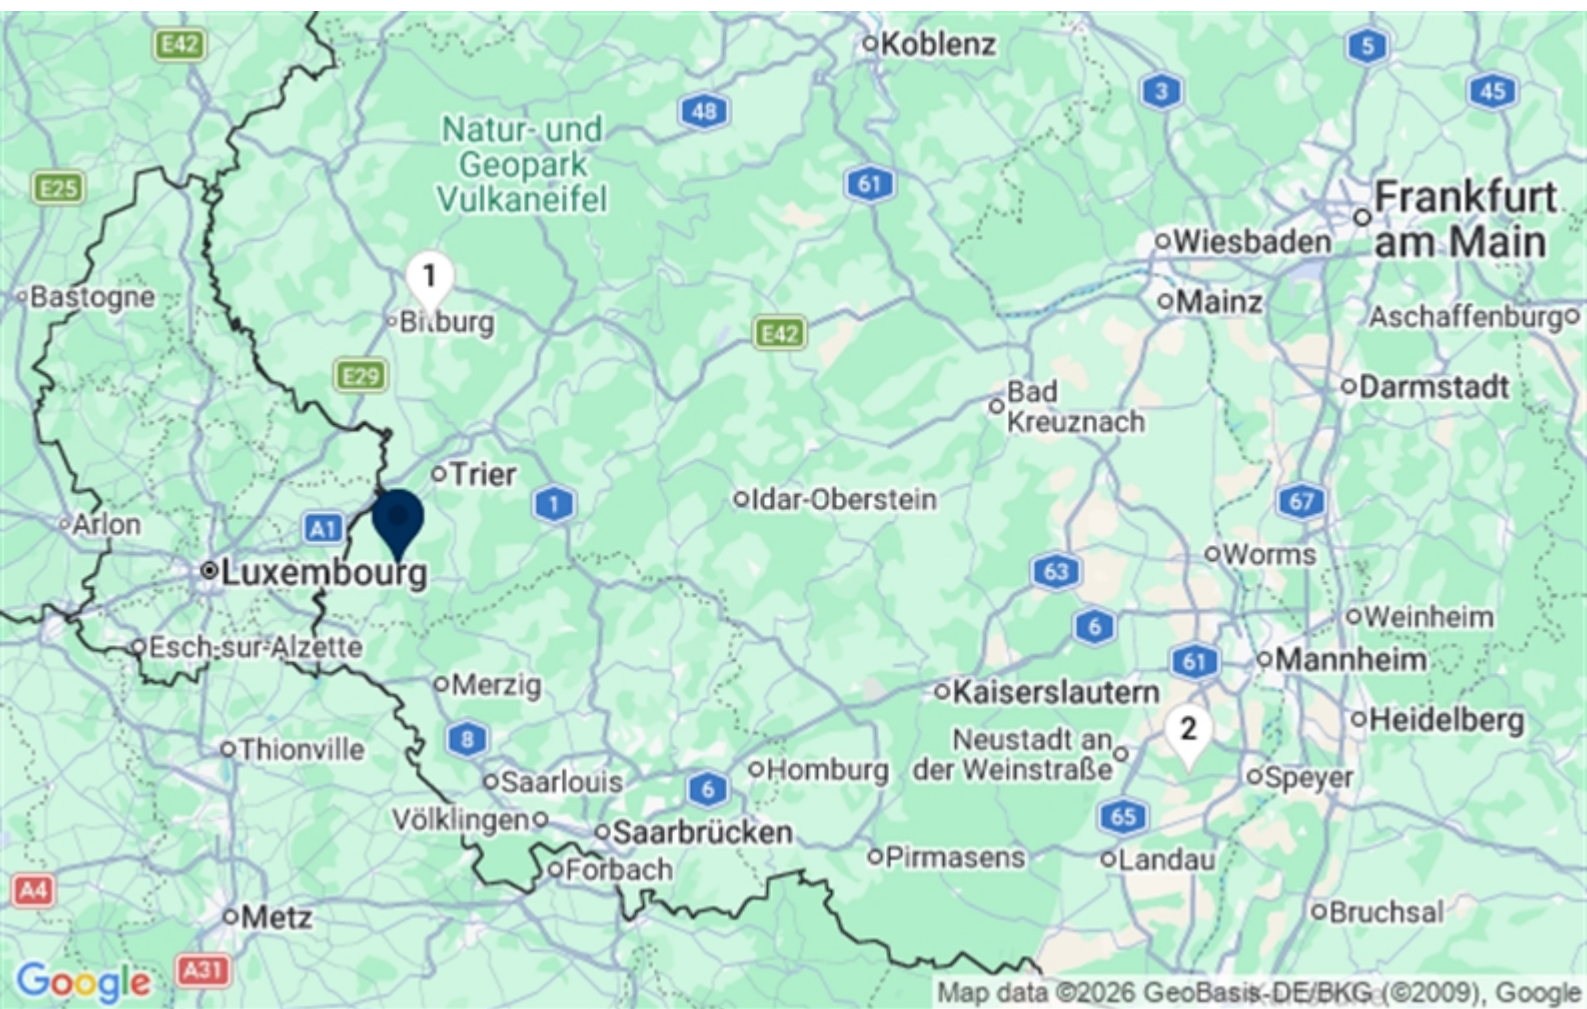 E42
Koblenz
5
3
45
48
Natur- und
Geopark
Vulkaneifel
E25
61
Frankfurt
am Main
Wiesbaden
1
Bastogne
Mainz
Aschaffenburg
Bitburg
E42
E29
Darmstadt
Bad
Kreuznach
Trier
Idar-Oberstein
1
67
Arlon
A1
Worms
Luxembourg
63
Weinheim
6
Esch-sur-Alzette
61
Mannheim
Merzig
Kaiserslautern
Heidelberg
2
8
Neustadt an
der Weinstraße
Thionville
Homburg
Speyer
Saarlouis
6
65
Völklingen
Saarbrücken
Pirmasens
Landau
Forbach
A4
Bruchsal
Metz
A31
Google
Map data ©2026 GeoBasis-DE/BKG (©2009), Google